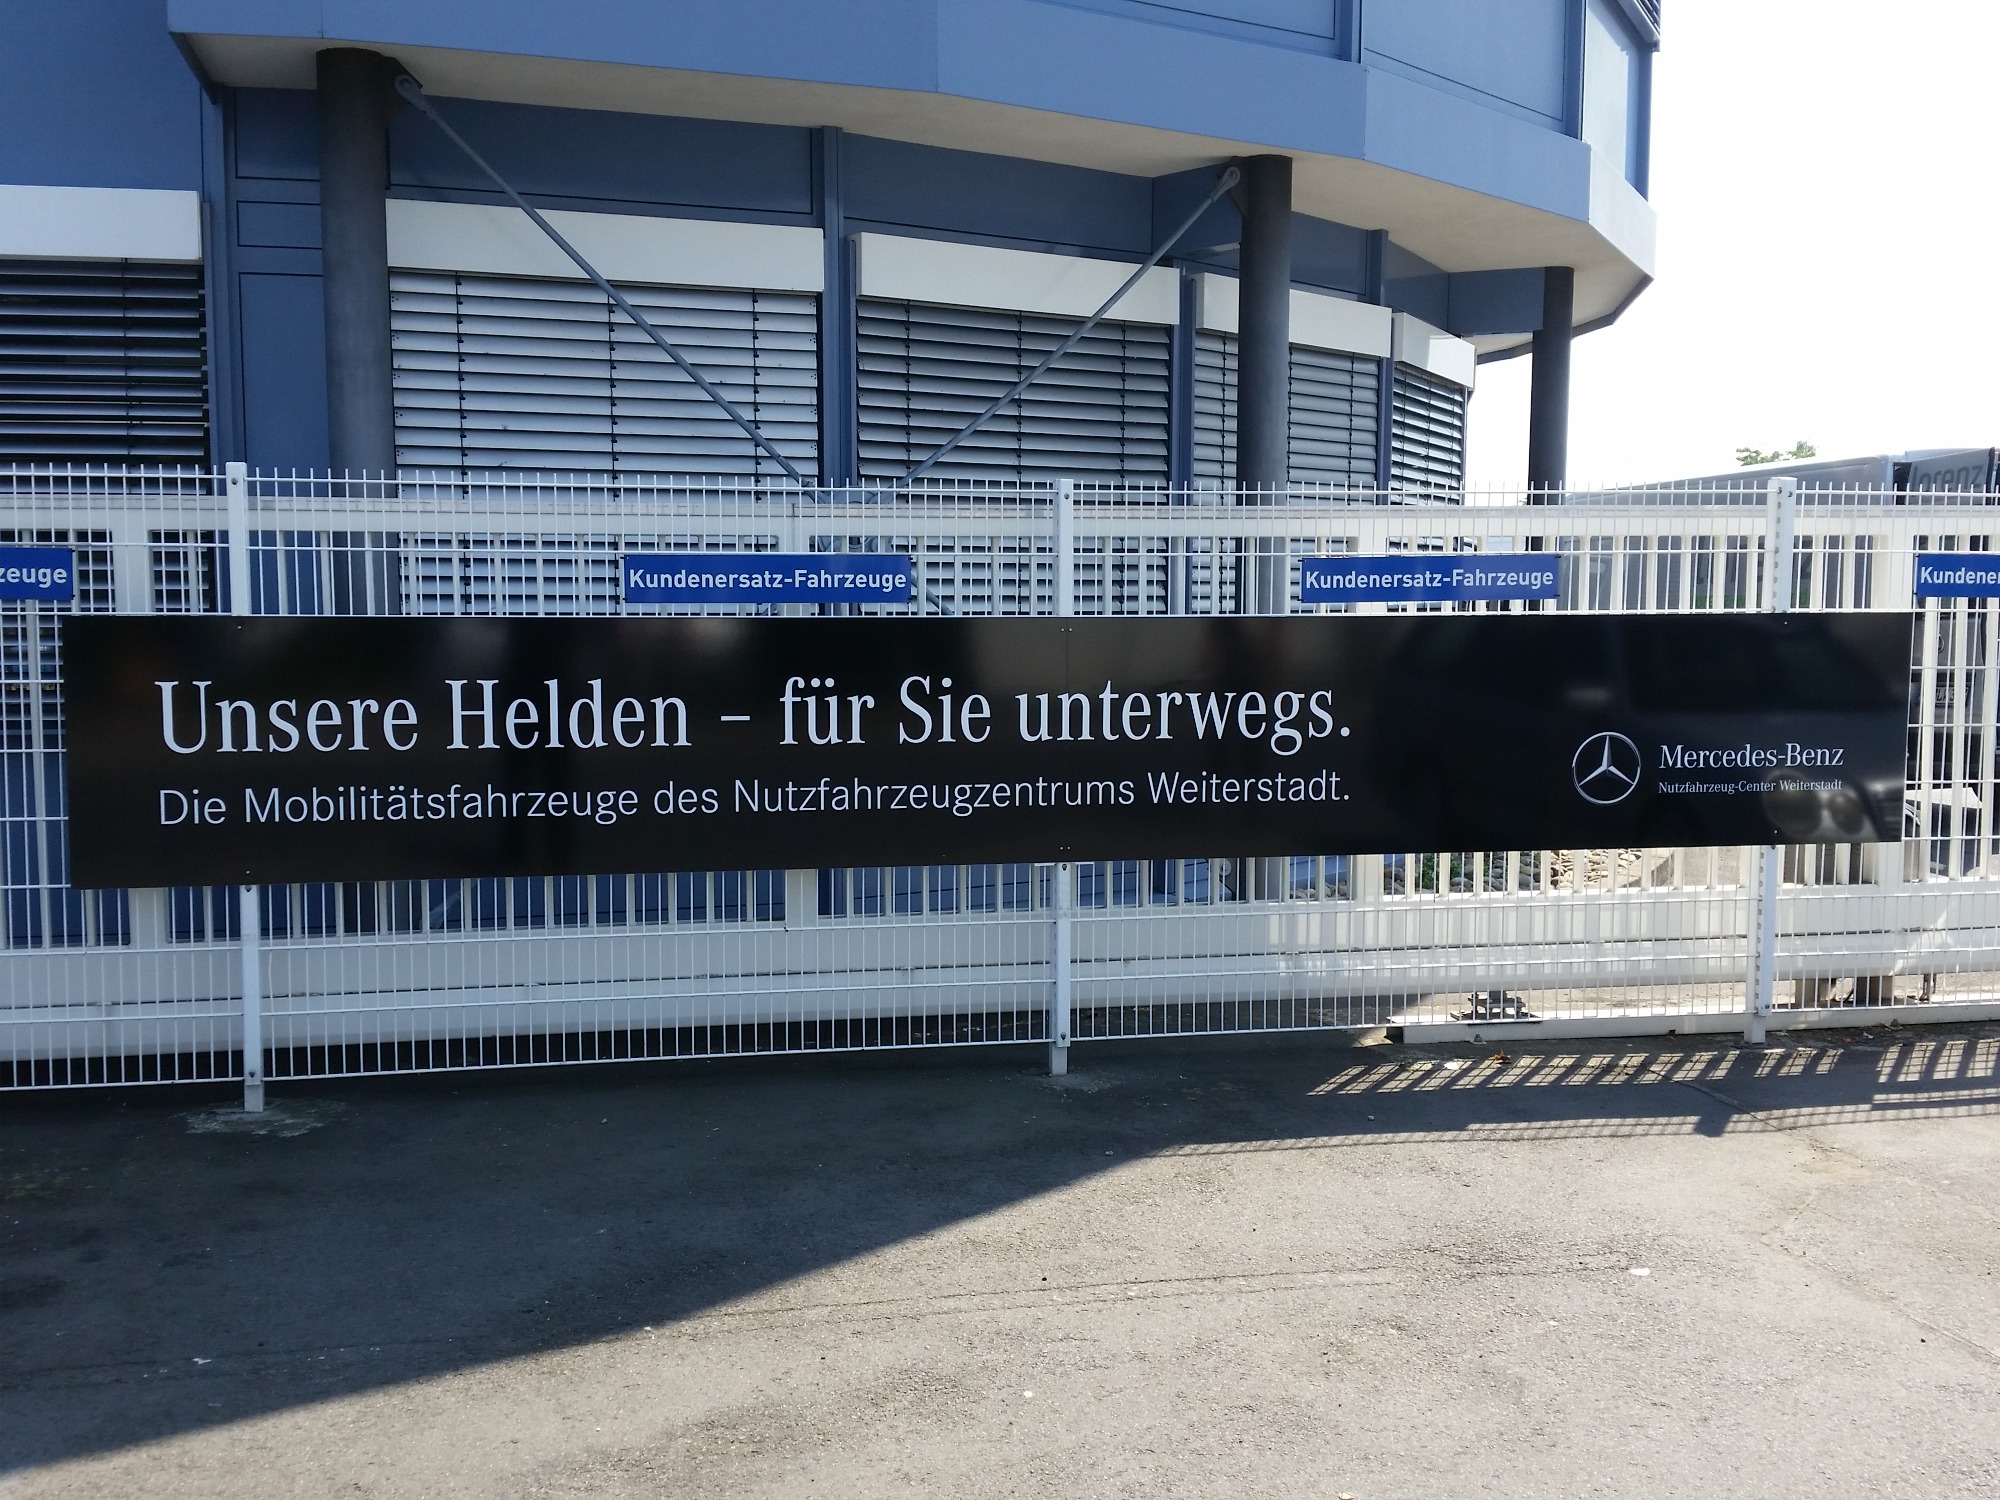 lorenz
zeuge
Kundenersatz-Fahrzeuge
Kundenersatz-Fahrzeuge
Kundener
Unsere Helden – für Sie unterwegs.
Die Mobilitätsfahrzeuge des Nutzfahrzeugzentrums Weiterstadt.
Mercedes-Benz
Nutzfahrzeug-Center Weiterstadt